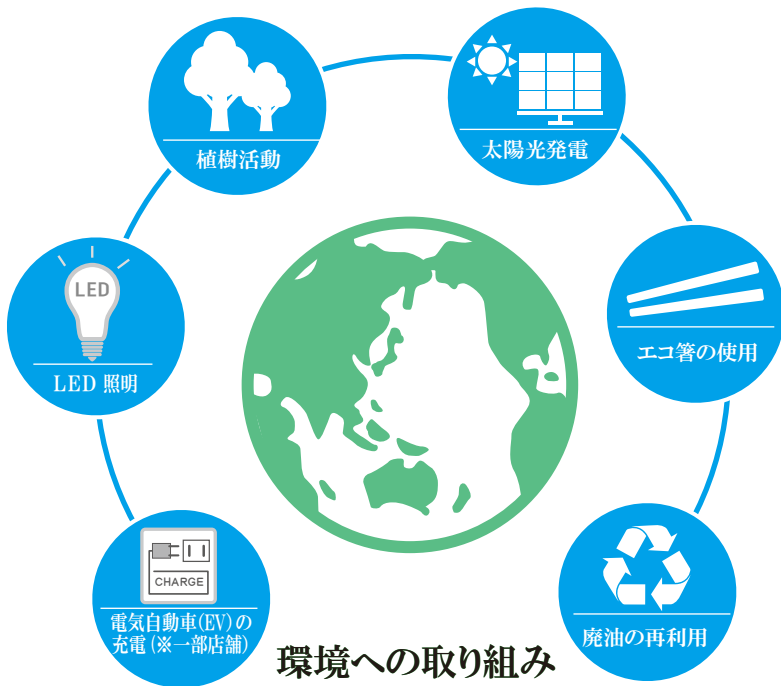 植樹活動
太陽光発電
LED
LED 照明
エコ箸の使用
CHARGE
電気自動車(EV)の
充電(※一部店舗)
廃油の再利用
環境への取り組み